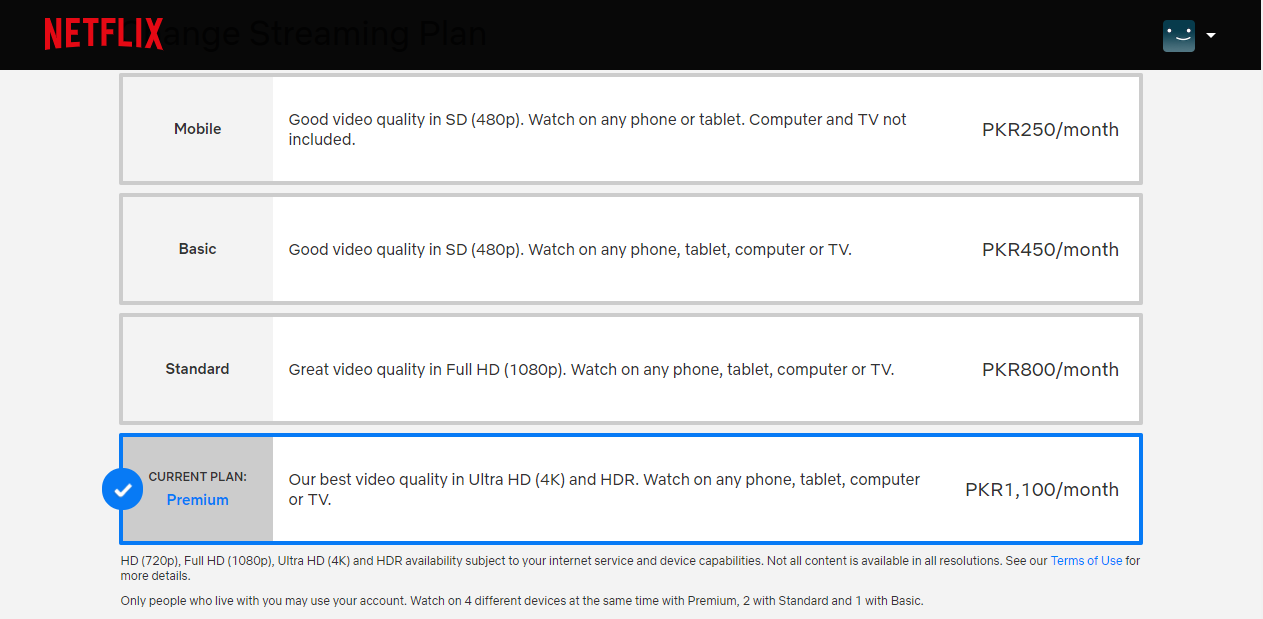 NETFLIX
ange Streaming Plan
Mobile
Good video quality in SD (480p). Watch on any phone or tablet. Computer and TV not
included.
PKR250/month
Basic
Good video quality in SD (480p). Watch on any phone, tablet, computer or TV.
PKR450/month
Standard
Great video quality in Full HD (1080p). Watch on any phone, tablet, computer or TV.
PKR800/month
CURRENT PLAN:
Premium
Our best video quality in Ultra HD (4K) and HDR. Watch on any phone, tablet, computer
or TV.
PKR1,100/month
HD (720p), Full HD (1080p), Ultra HD (4K) and HDR availability subject to your internet service and device capabilities. Not all content is available in all resolutions. See our Terms of Use for
more details.
Only people who live with you may use your account. Watch on 4 different devices at the same time with Premium, 2 with Standard and 1 with Basic.